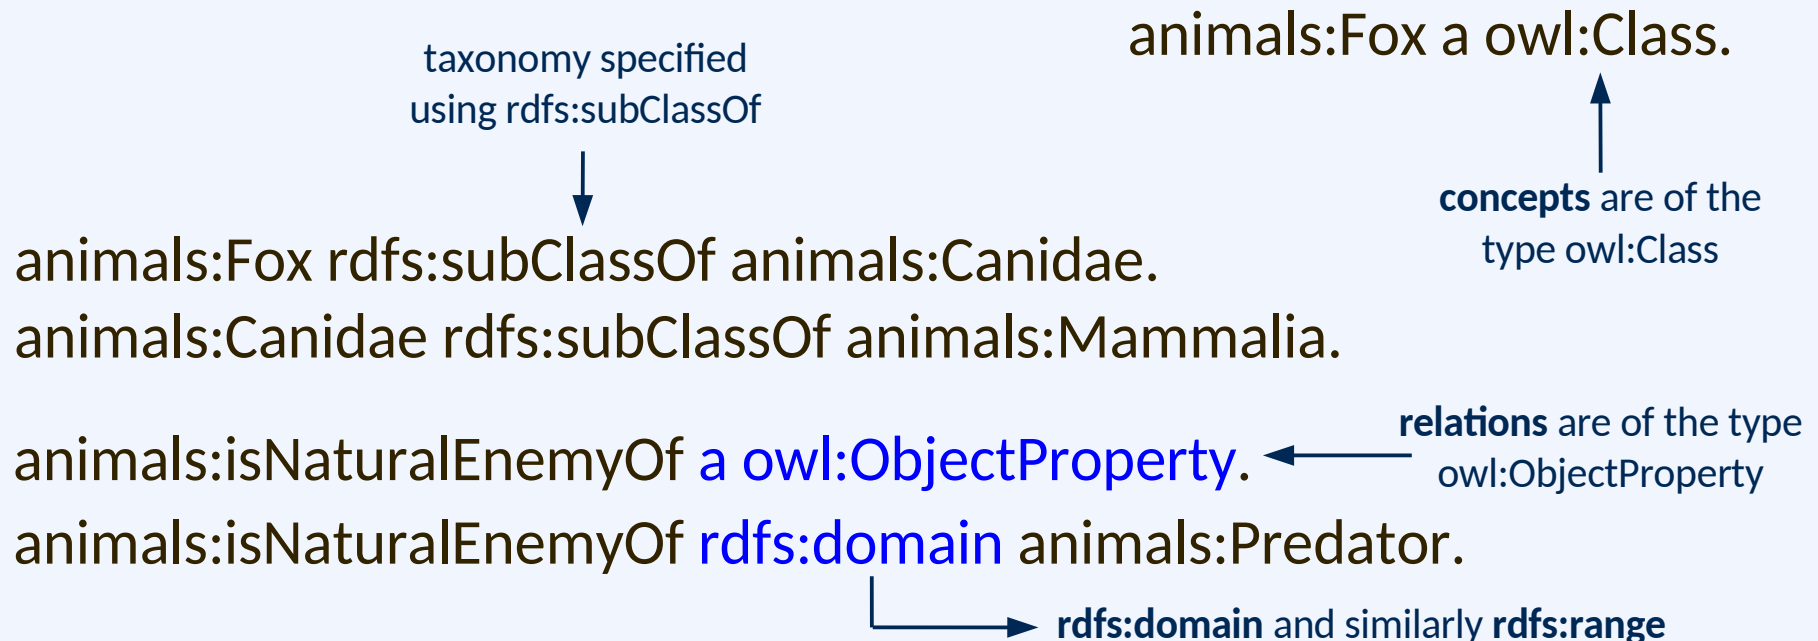 animals:Fox a owl:Class.
taxonomy specified
using rdfs:subClassOf
concepts are of the
type owl:Class
animals:Fox rdfs:subClassOf animals:Canidae.
animals:Canidae rdfs:subClassOf animals:Mammalia.
relations are of the type
owl:ObjectProperty
animals:isNaturalEnemyOf a owl:ObjectProperty.
animals:isNaturalEnemyOf rdfs:domain animals:Predator.
rdfs:domain and similarly rdfs:range